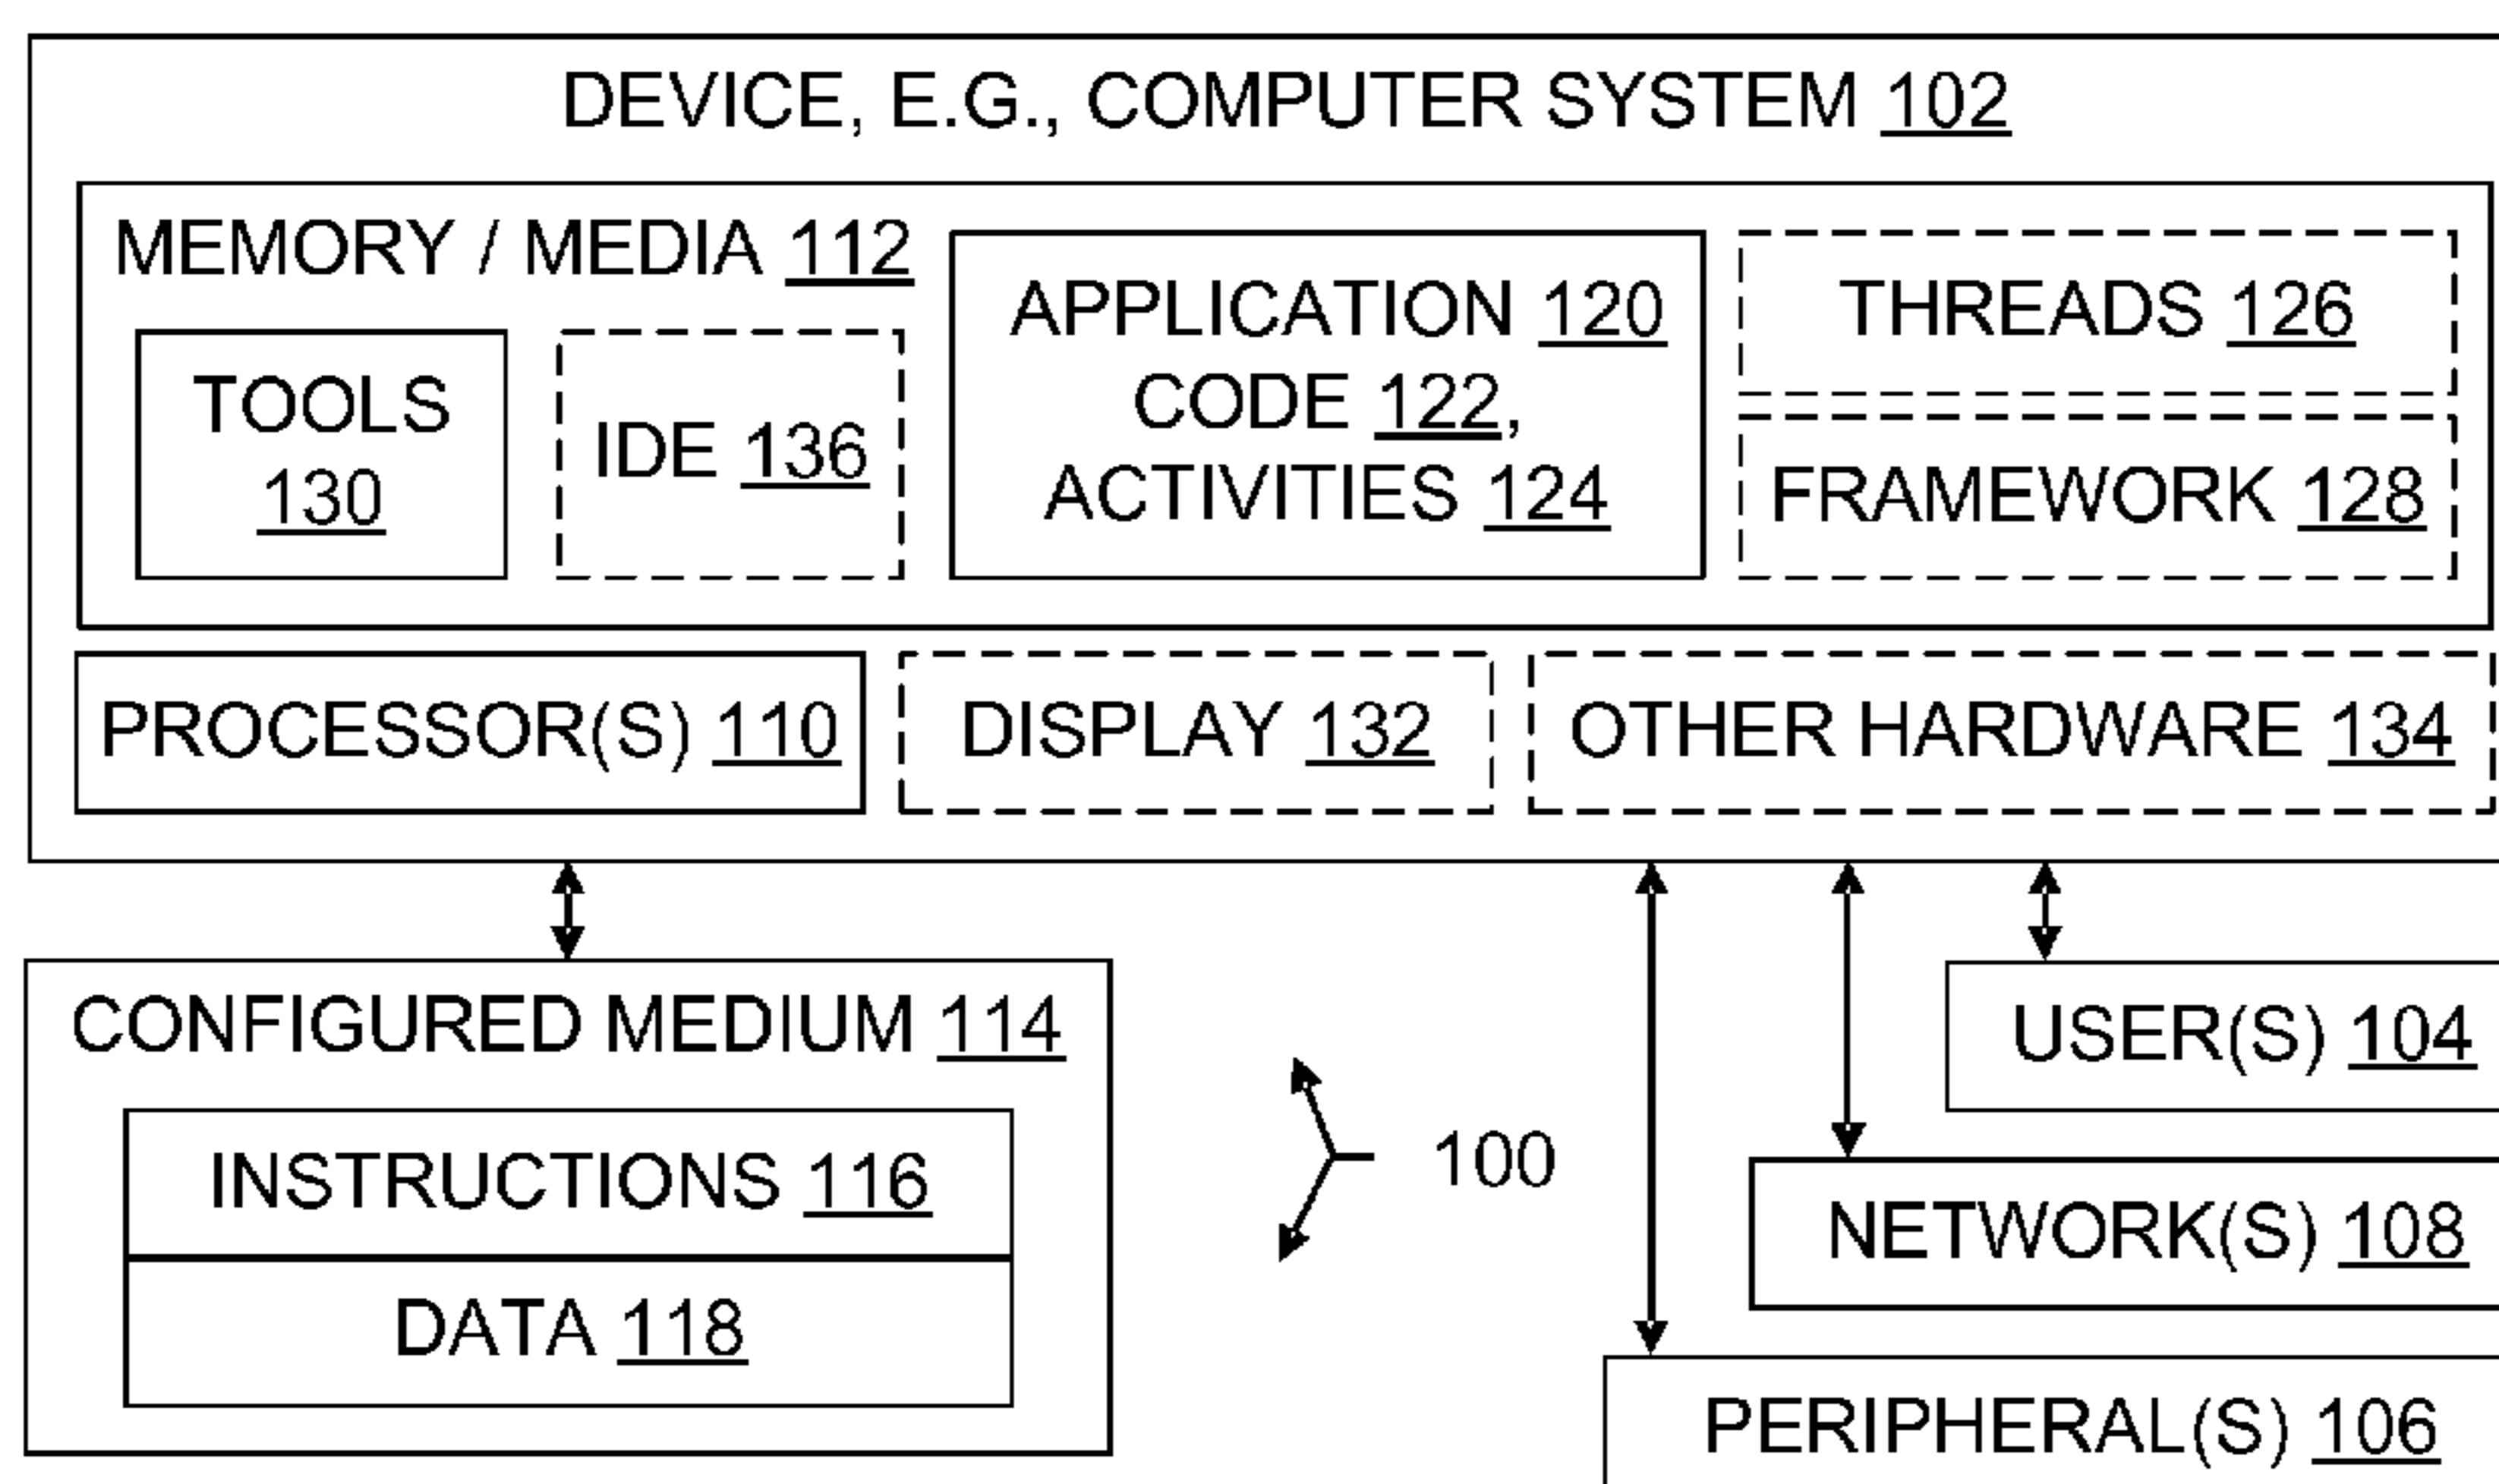 DEVICE, E.G., COMPUTER SYSTEM 102
MEMORY / MEDIA 112
TOOLS
130
IDE 136
APPLICATION 120
CODE 122,
ACTIVITIES 124
THREADS 126
FRAMEWORK 128
PROCESSOR(S) 110
DISPLAY 132
OTHER HARDWARE 134
CONFIGURED MEDIUM 114
INSTRUCTIONS 116
DATA 118
100
USER(S) 104
NETWORK(S) 108
PERIPHERAL(S) 106